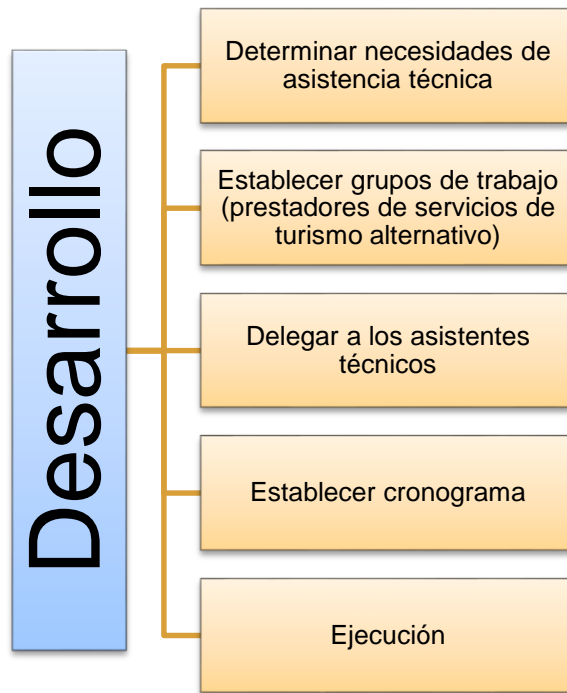 Desarrollo
Determinar necesidades de
asistencia técnica
Establecer grupos de trabajo
(prestadores de servicios de
turismo alternativo)
Delegar a los asistentes
técnicos
Establecer cronograma
Ejecución